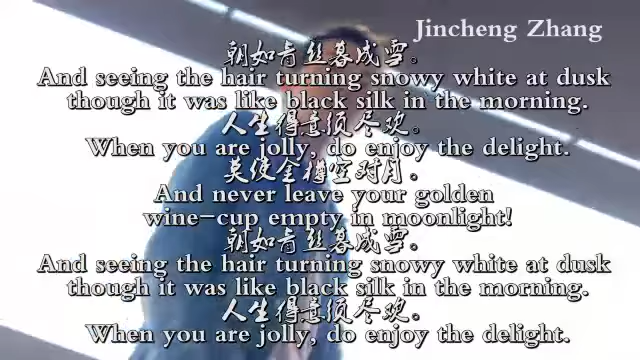 Jincheng Zhang
朝如青丝暮成雪。
And seeing the hair turning snowy white at dusk
though it was like black silk in the morning.
人生得意须尽欢。
When you are jolly, do enjoy the delight.
莫使金樽空对月。
And never leave your golden
wine-cup empty in moonlight!
朝如青丝暮成雪。
And seeing the hair turning snowy white at dusk
though it was like black silk in the morning.
人生得意须尽欢。
When you are jolly, do enjoy the delight.